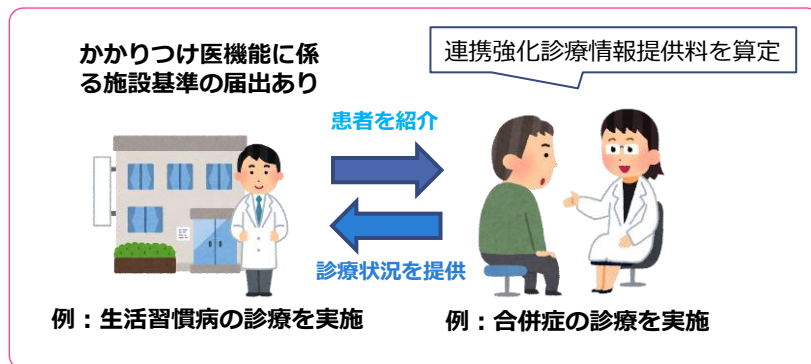 かかりつけ医機能に係
る施設基準の届出あり
連携強化診療情報提供料を算定
患者を紹介
診療状況を提供
例：生活習慣病の診療を実施
例：合併症の診療を実施